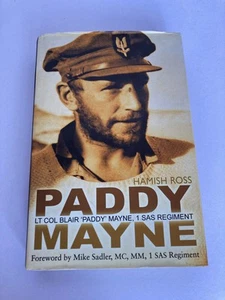 HAMISH ROSS
PADDY
LT COL BLAIR 'PADDY' MAYNE, 1 SAS REGIMENT
MAYNE
Foreword by Mike Sadler, MC, MM, 1 SAS Regiment